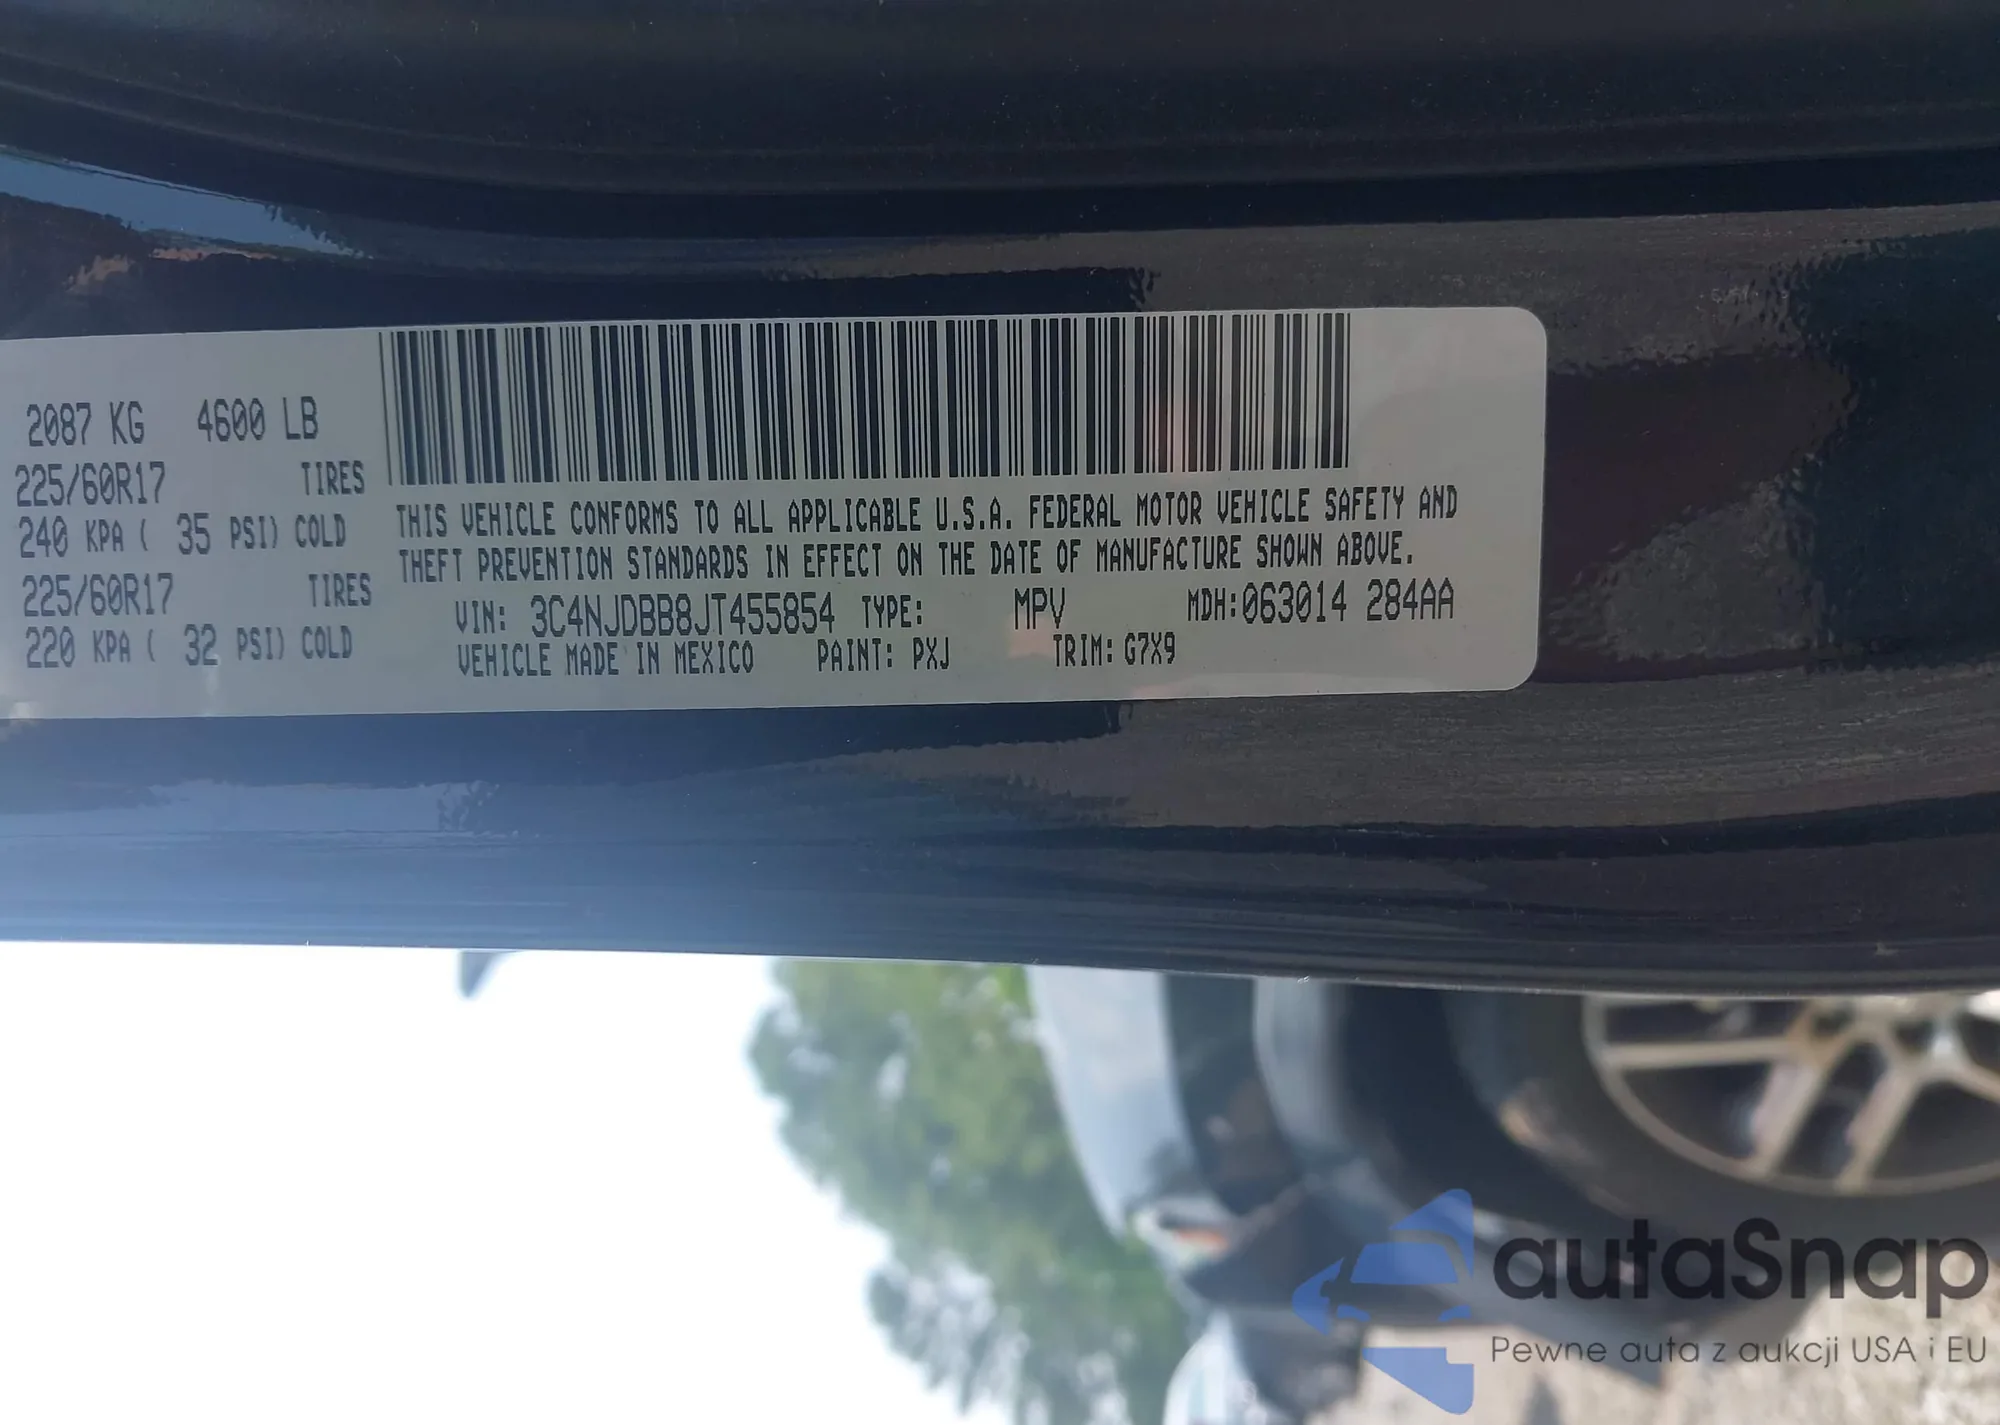 2087 KG 4600 LB
225/60R17 TIRES
240 KPA ( 35 PSI) COLD
225/60R17 TIRES
220 KPA ( 32 PSI) COLD
THIS VEHICLE CONFORMS TO ALL APPLICABLE U.S.A. FEDERAL MOTOR VEHICLE SAFETY AND
THEFT PREVENTION STANDARDS IN EFFECT ON THE DATE OF MANUFACTURE SHOWN ABOVE.
VIN: 3C4NJDBB8JT455854 TYPE: MPV MDH:063014 284AA
VEHICLE MADE IN MEXICO PAINT: PXJ TRIM: G7X9
autaSnap
Pewne auta z aukcji USA i EU